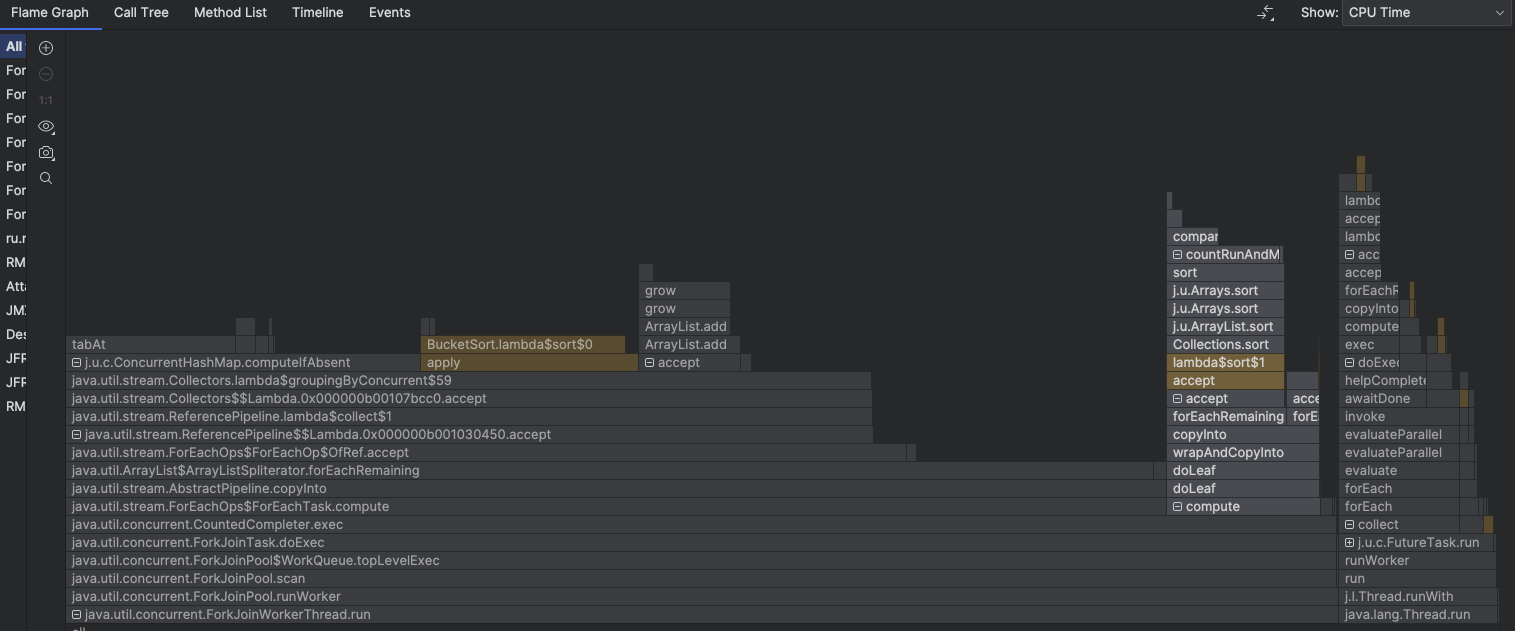 Flame Graph Call Tree Method List Timeline Events Show: CPU Time
All
For
For
For
For
For
For
For
ru.r
RM
Atta
JM
Des
JFR
JFR
RM
1:1
lambd
accep
compar lambd
countRunAndM acc
sort accep
grow j.u.Arrays.sort forEachR
grow j.u.Arrays.sort copyInto
ArrayList.add j.u.ArrayList.sort compute
tabAt BucketSort.lambda$sort$0 ArrayList.add Collections.sort exec
j.u.c.ConcurrentHashMap.computeIfAbsent apply accept lambda$sort$1 doExec
java.util.stream.Collectors.lambda$groupingByConcurrent$59 accept helpComplete
java.util.stream.Collectors$$Lambda.0x000000b00107bcc0.accept accept acce awaitDone
java.util.stream.ReferencePipeline.lambda$collect$1 forEachRemaining forE invoke
java.util.stream.ReferencePipeline$$Lambda.0x000000b001030450.accept copyInto evaluateParallel
java.util.stream.ForEachOps$ForEachOp$OfRef.accept wrapAndCopyInto evaluateParallel
java.util.ArrayList$ArrayListSpliterator.forEachRemaining doLeaf evaluate
java.util.stream.AbstractPipeline.copyInto doLeaf forEach
java.util.stream.ForEachOps$ForEachTask.compute compute forEach
java.util.concurrent.CountedCompleter.exec collect
java.util.concurrent.ForkJoinTask.doExec j.u.c.FutureTask.run
java.util.concurrent.ForkJoinPool$WorkQueue.topLevelExec runWorker
java.util.concurrent.ForkJoinPool.scan run
java.util.concurrent.ForkJoinPool.runWorker j.l.Thread.runWith
java.util.concurrent.ForkJoinWorkerThread.run java.lang.Thread.run